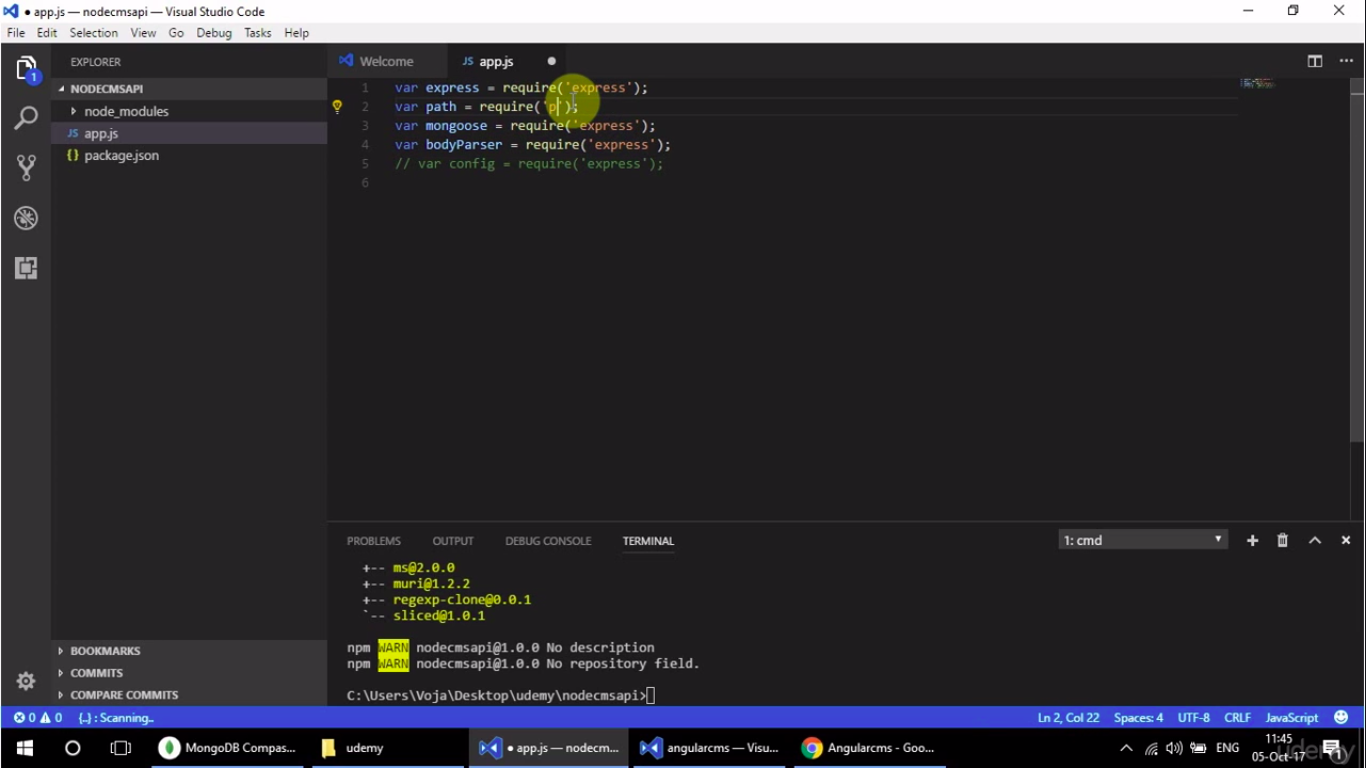 • app.js — nodecmsapi — Visual Studio Code
File Edit Selection View Go Debug Tasks Help
EXPLORER
Welcome
JS app.js
1
NODECMSAPI
node_modules
JS app.js
{} package.json
1 var express = require('express');
2 var path = require('p');
3 var mongoose = require('express');
4 var bodyParser = require('express');
5 // var config = require('express');
6
PROBLEMS OUTPUT DEBUG CONSOLE TERMINAL
1: cmd
+-- ms@2.0.0
+-- muri@1.2.2
+-- regexp-clone@0.0.1
`-- sliced@1.0.1
npm WARN nodecmsapi@1.0.0 No description
npm WARN nodecmsapi@1.0.0 No repository field.
C:\Users\Voja\Desktop\udemy\nodecmsapi>
BOOKMARKS
COMMITS
COMPARE COMMITS
0 0 {..} : Scanning..
Ln 2, Col 22 Spaces: 4 UTF-8 CRLF JavaScript
MongoDB Compas...
udemy
• app.js — nodecm...
angularcms — Visu...
Angularcms - Goo...
ENG
11:45
05-Oct-17
1
udemy